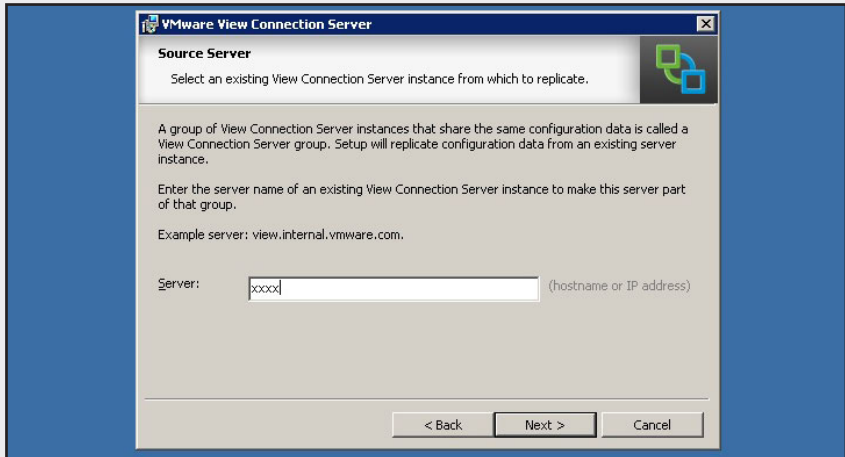 VMware View Connection Server
Source Server
Select an existing View Connection Server instance from which to replicate.
A group of View Connection Server instances that share the same configuration data is called a
View Connection Server group. Setup will replicate configuration data from an existing server
instance.
Enter the server name of an existing View Connection Server instance to make this server part
of that group.
Example server: view.internal.vmware.com.
Server: xxxx (hostname or IP address)
< Back Next > Cancel